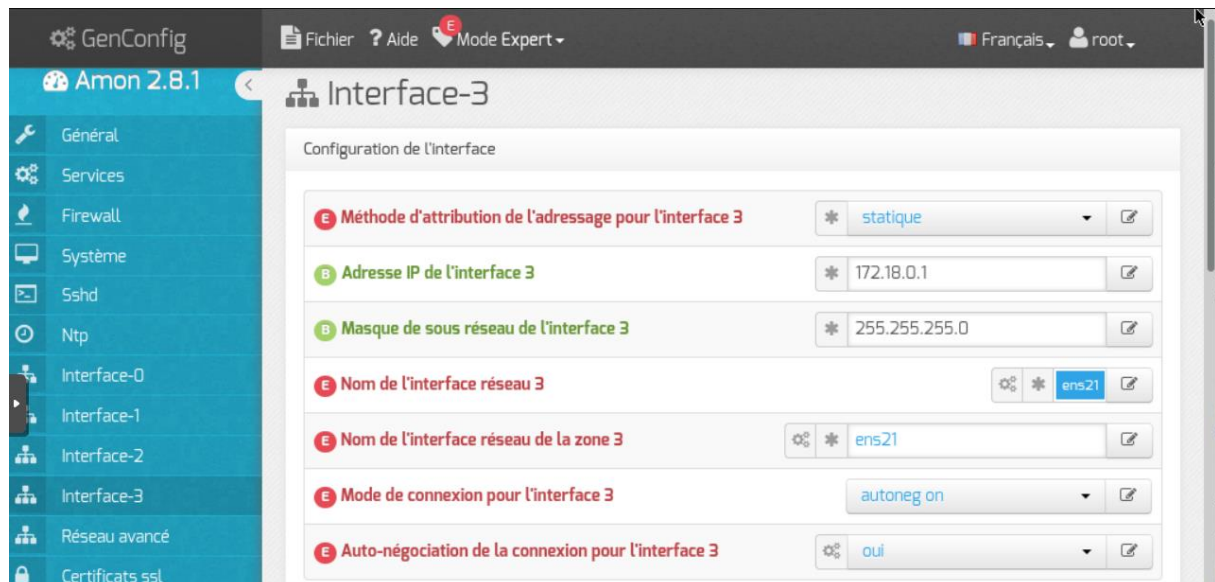 GenConfig
Fichier ? Aide E Mode Expert
Français root
Amon 2.8.1
Général
Services
Firewall
Système
Sshd
Ntp
Interface-0
Interface-1
Interface-2
Interface-3
Réseau avancé
Certificats ssl
Interface-3
Configuration de l'interface
E Méthode d'attribution de l'adressage pour l'interface 3 * statique
B Adresse IP de l'interface 3 * 172.18.0.1
B Masque de sous réseau de l'interface 3 * 255.255.255.0
E Nom de l'interface réseau 3 * ens21
E Nom de l'interface réseau de la zone 3 * ens21
E Mode de connexion pour l'interface 3 autoneg on
E Auto-négociation de la connexion pour l'interface 3 oui